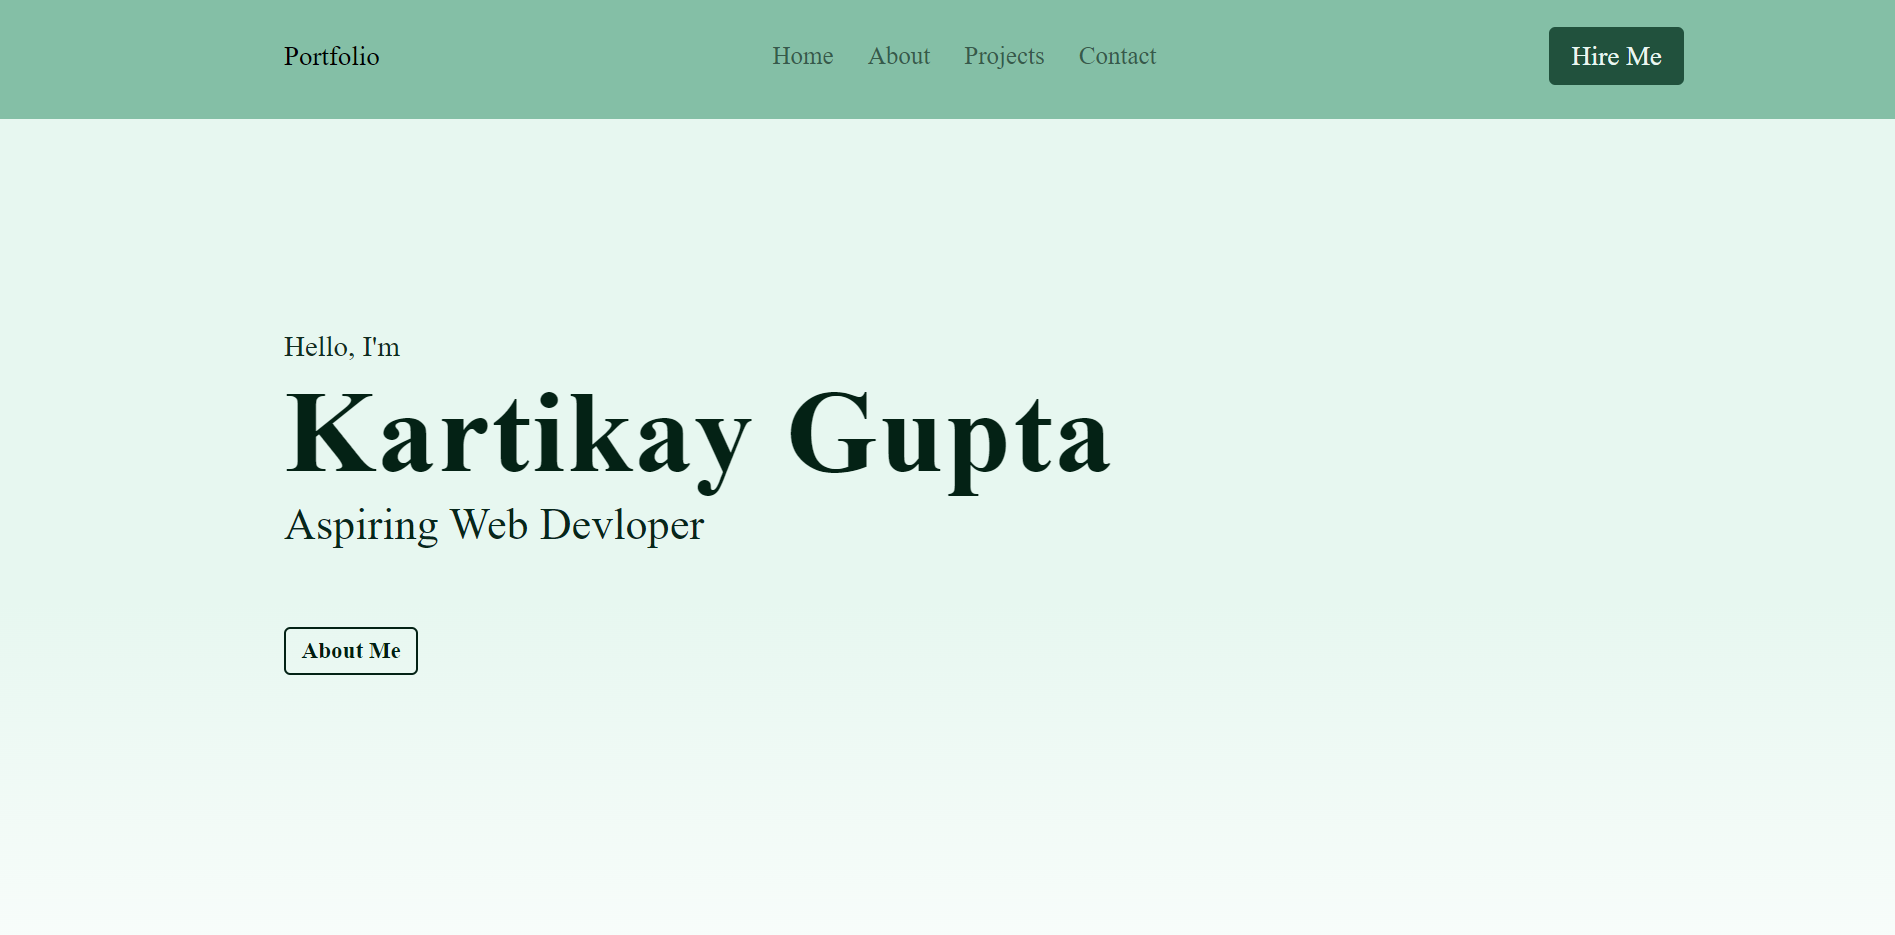 Portfolio Home About Projects Contact Hire Me
Hello, I'm
Kartikay Gupta
Aspiring Web Devloper
About Me